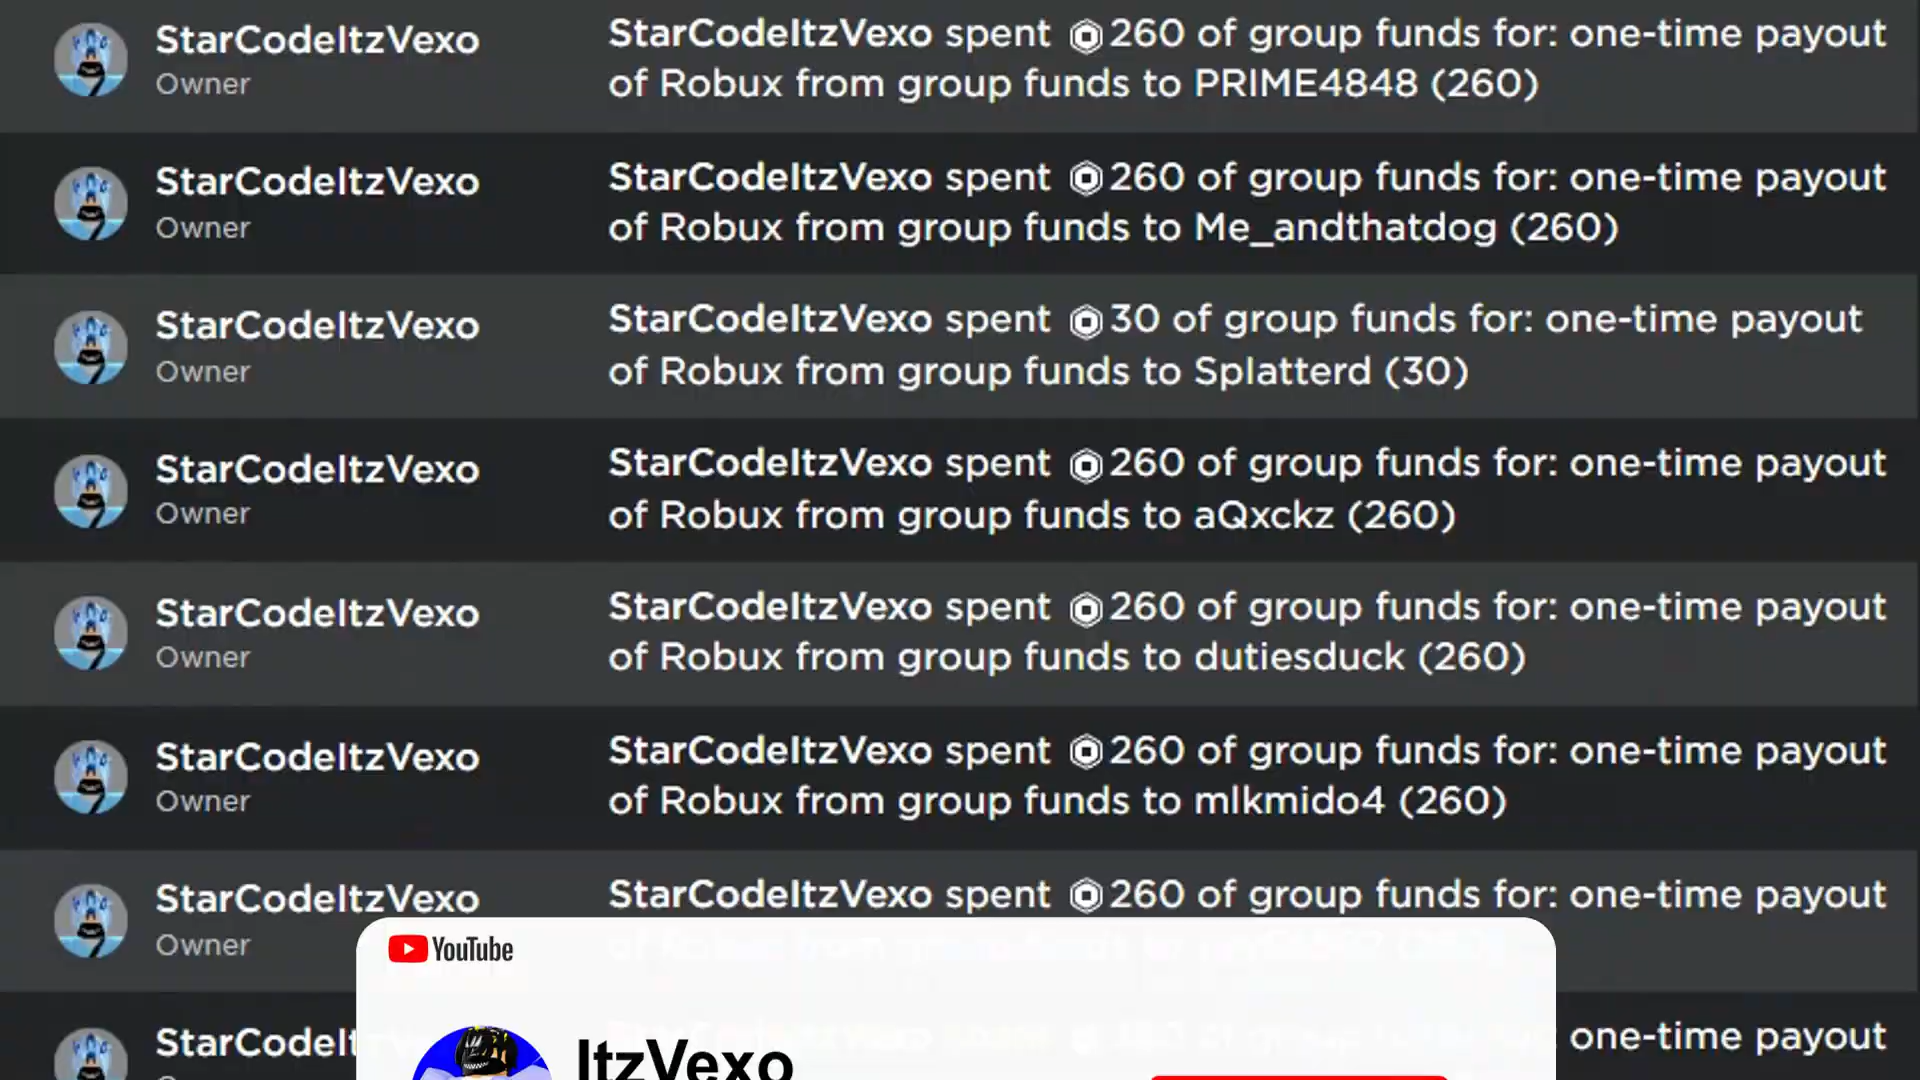 StarCodeItzVexo
Owner
StarCodeItzVexo spent 260 of group funds for: one-time payout
of Robux from group funds to PRIME4848 (260)
StarCodeItzVexo
Owner
StarCodeItzVexo spent 260 of group funds for: one-time payout
of Robux from group funds to Me_andthatdog (260)
StarCodeItzVexo
Owner
StarCodeItzVexo spent 30 of group funds for: one-time payout
of Robux from group funds to Splatterd (30)
StarCodeItzVexo
Owner
StarCodeItzVexo spent 260 of group funds for: one-time payout
of Robux from group funds to aQxckz (260)
StarCodeItzVexo
Owner
StarCodeItzVexo spent 260 of group funds for: one-time payout
of Robux from group funds to dutiesduck (260)
StarCodeItzVexo
Owner
StarCodeItzVexo spent 260 of group funds for: one-time payout
of Robux from group funds to mlkmido4 (260)
StarCodeItzVexo
Owner
StarCodeItzVexo spent 260 of group funds for: one-time payout
YouTube
StarCodeIt
one-time payout
ItzVexo